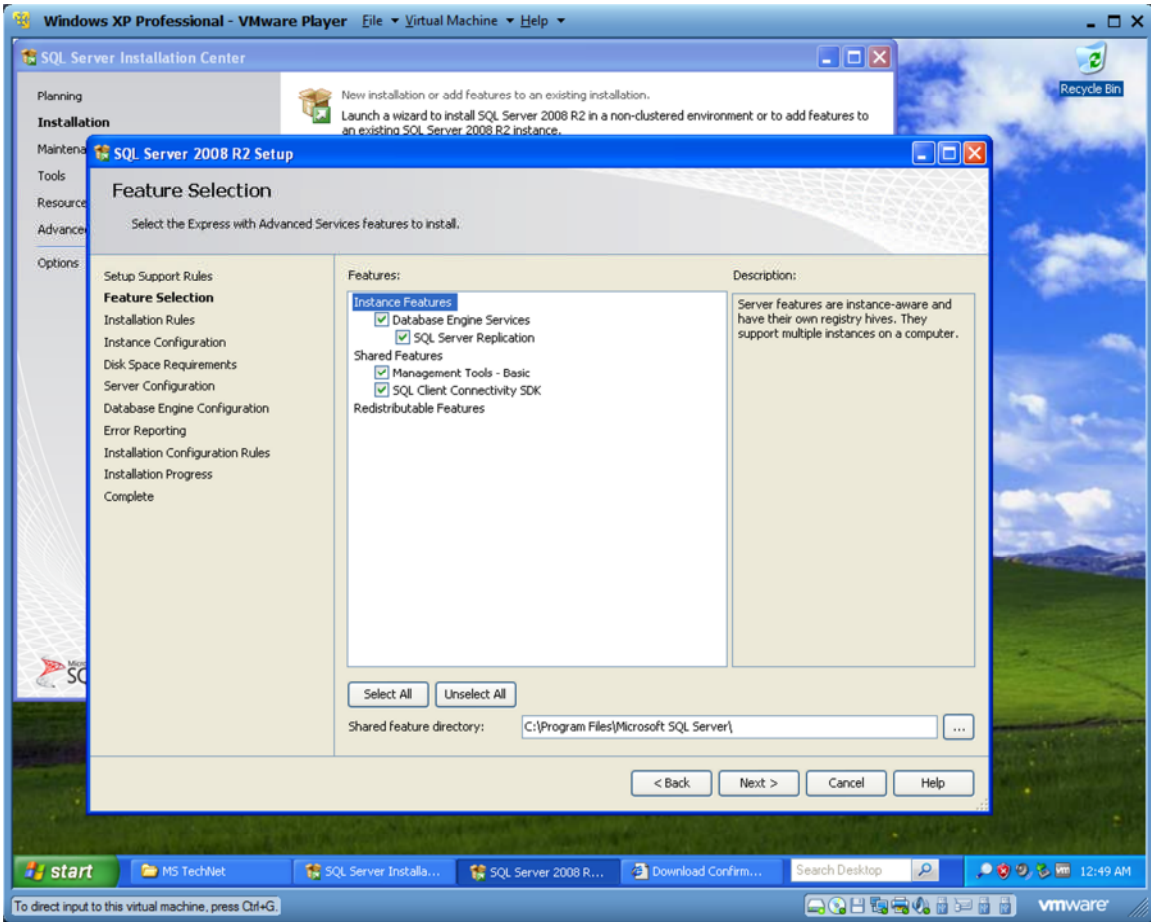 Windows XP Professional - VMware Player File Virtual Machine Help
SQL Server Installation Center
Recycle Bin
Planning
Installation
Maintena
Tools
Resource
Advance
Options
New installation or add features to an existing installation.
Launch a wizard to install SQL Server 2008 R2 in a non-clustered environment or to add features to
an existing SQL Server 2008 R2 instance.
SQL Server 2008 R2 Setup
Feature Selection
Select the Express with Advanced Services features to install.
Setup Support Rules
Feature Selection
Installation Rules
Instance Configuration
Disk Space Requirements
Server Configuration
Database Engine Configuration
Error Reporting
Installation Configuration Rules
Installation Progress
Complete
Features:
Instance Features
Database Engine Services
SQL Server Replication
Shared Features
Management Tools - Basic
SQL Client Connectivity SDK
Redistributable Features
Description:
Server features are instance-aware and
have their own registry hives. They
support multiple instances on a computer.
Select All Unselect All
Shared feature directory: C:\Program Files\Microsoft SQL Server\ ...
< Back Next > Cancel Help
Micro
SQ
start MS TechNet SQL Server Installa... SQL Server 2008 R... Download Confirm... Search Desktop 12:49 AM
To direct input to this virtual machine, press Ctrl+G. vmware